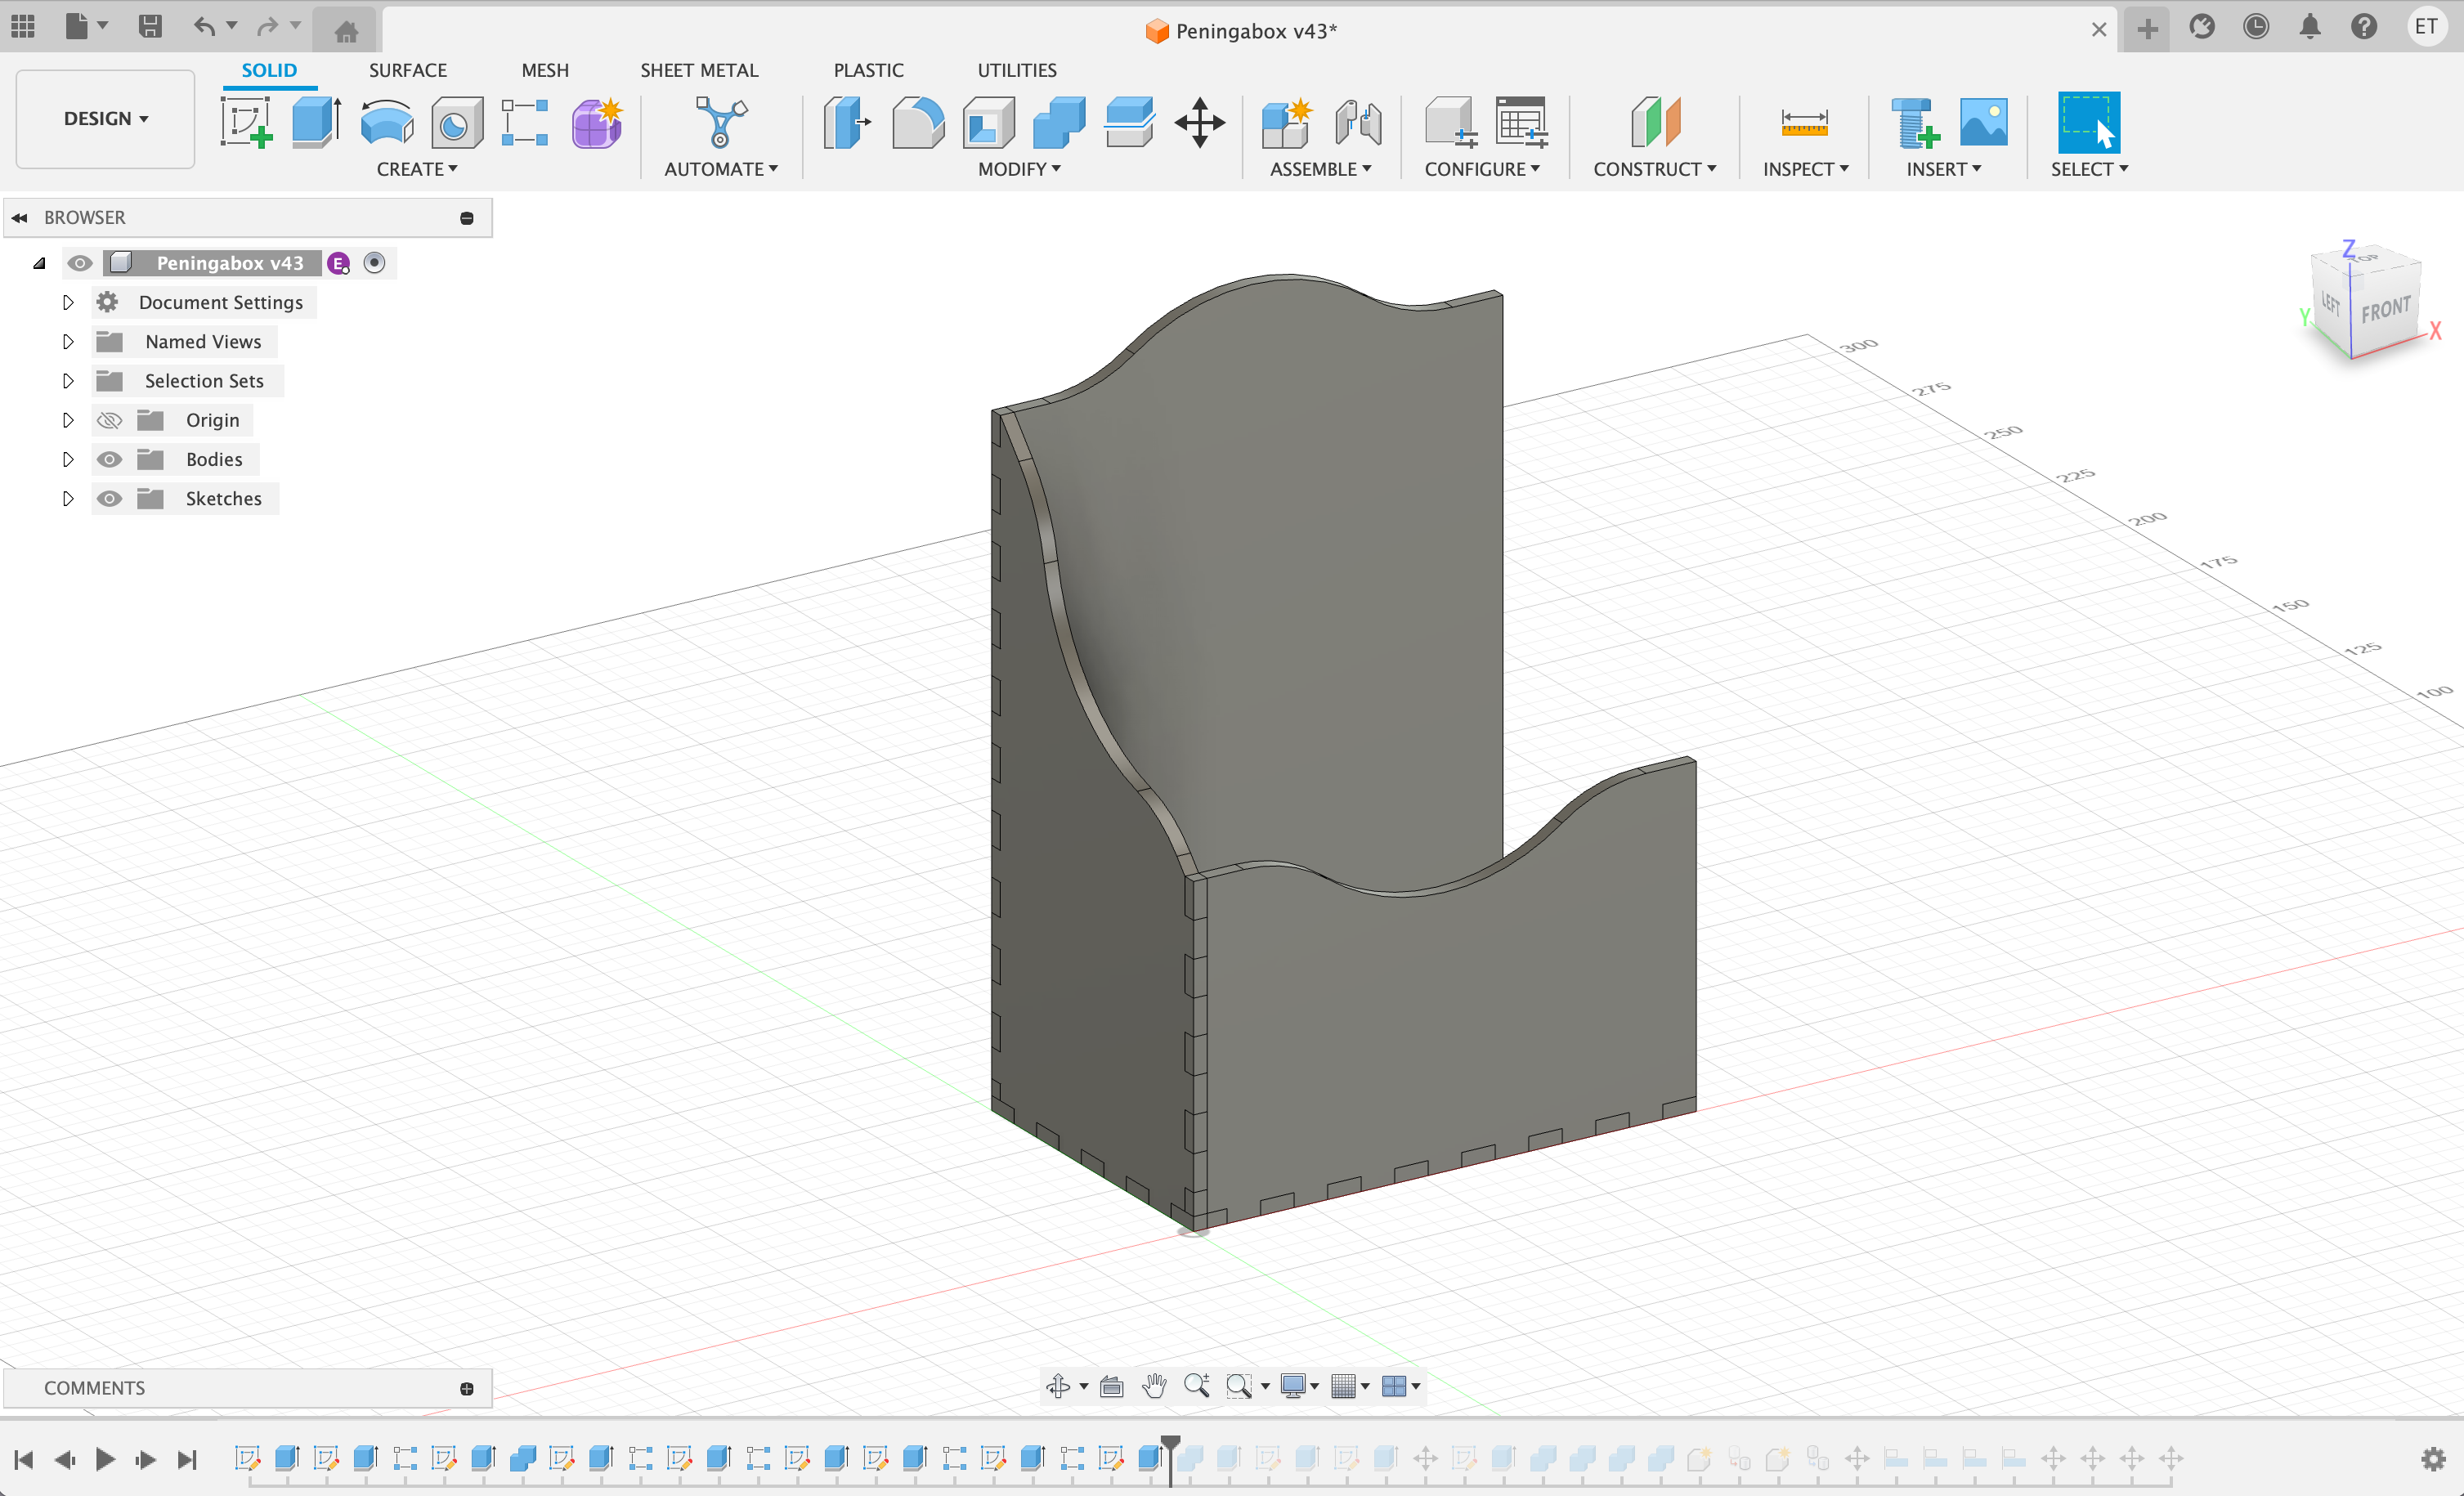 Peningabox v43*
ET
DESIGN
SOLID
SURFACE
MESH
SHEET METAL
PLASTIC
UTILITIES
CREATE
AUTOMATE
MODIFY
ASSEMBLE
CONFIGURE
CONSTRUCT
INSPECT
INSERT
SELECT
BROWSER
Peningabox v43
E
Document Settings
Named Views
Selection Sets
Origin
Bodies
Sketches
Z
TOP
LEFT
FRONT
Y
X
300
275
250
225
200
175
150
125
100
COMMENTS